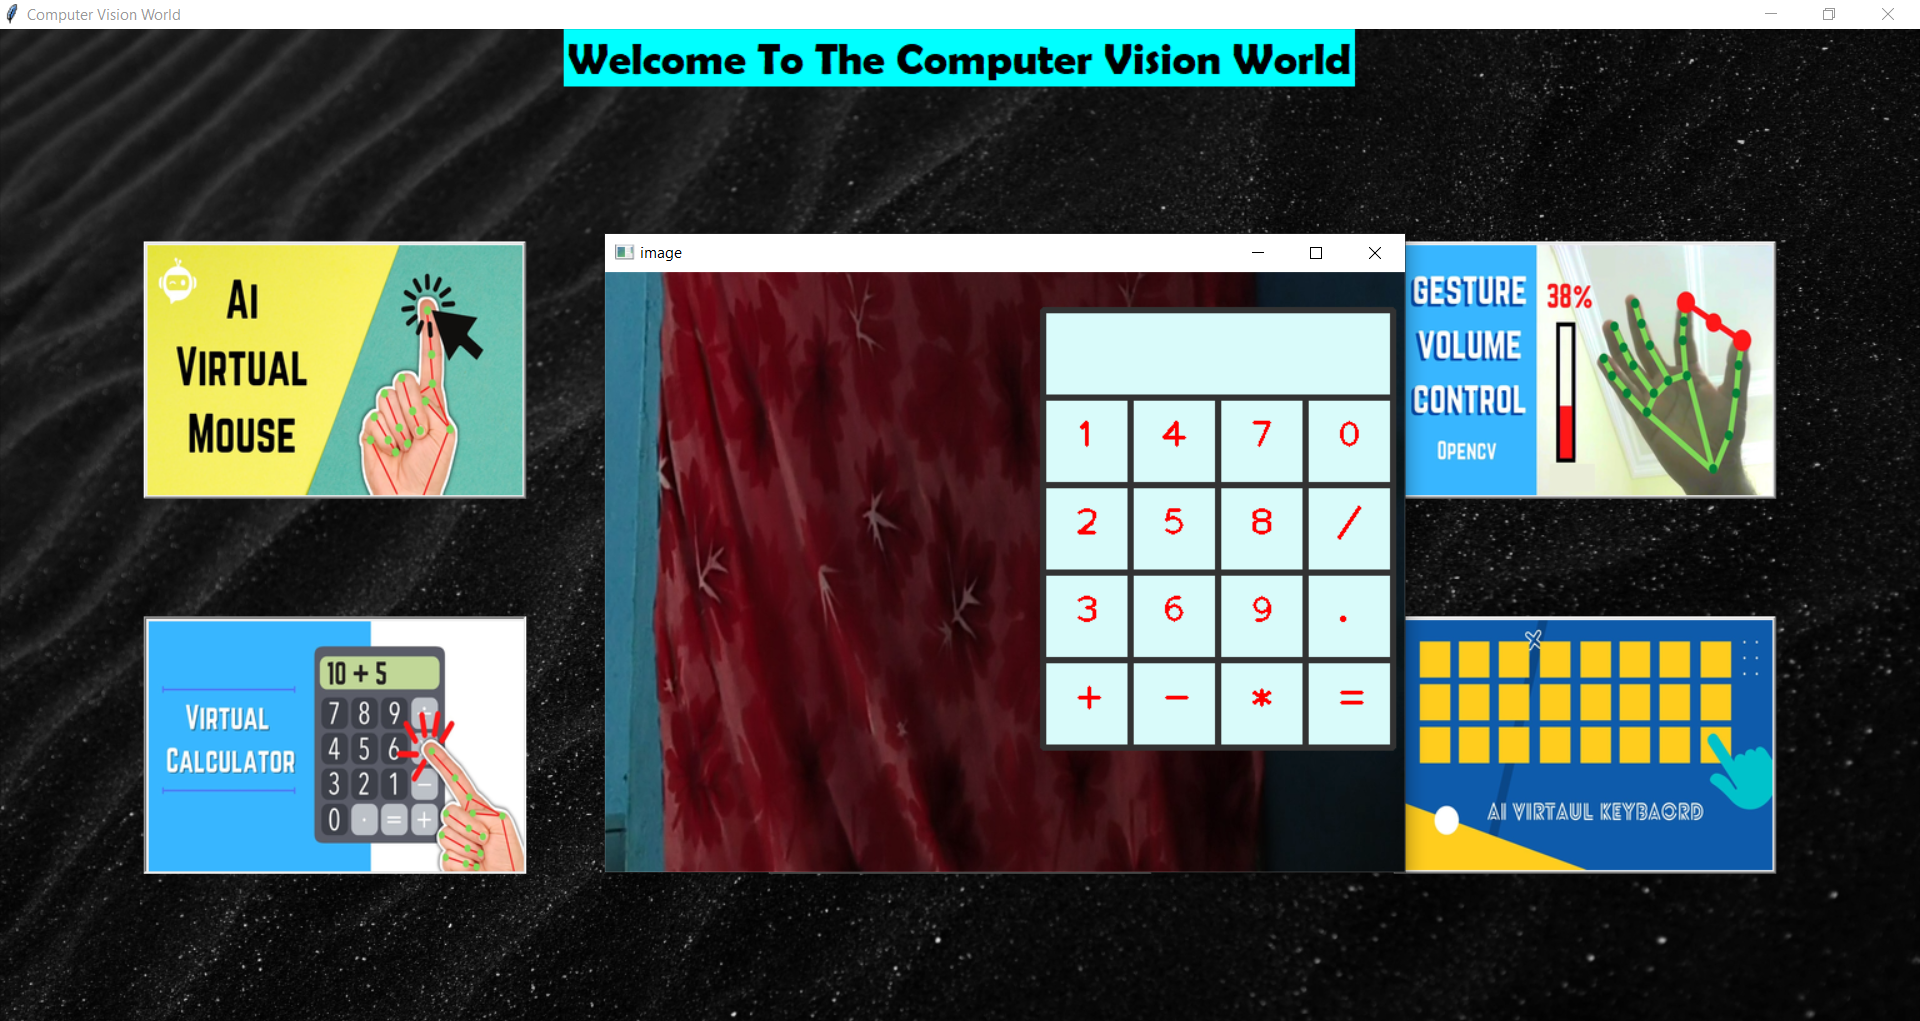 Computer Vision World
Welcome To The Computer Vision World
AI
VIRTUAL
MOUSE
image
1 4 7 0
2 5 8 /
3 6 9 .
+ - * =
GESTURE
VOLUME
CONTROL
OPENCV
38%
VIRTUAL
CALCULATOR
10 + 5
7 8 9
4 5 6
3 2 1 -
0 . = +
AI VIRTAUL KEYBAORD